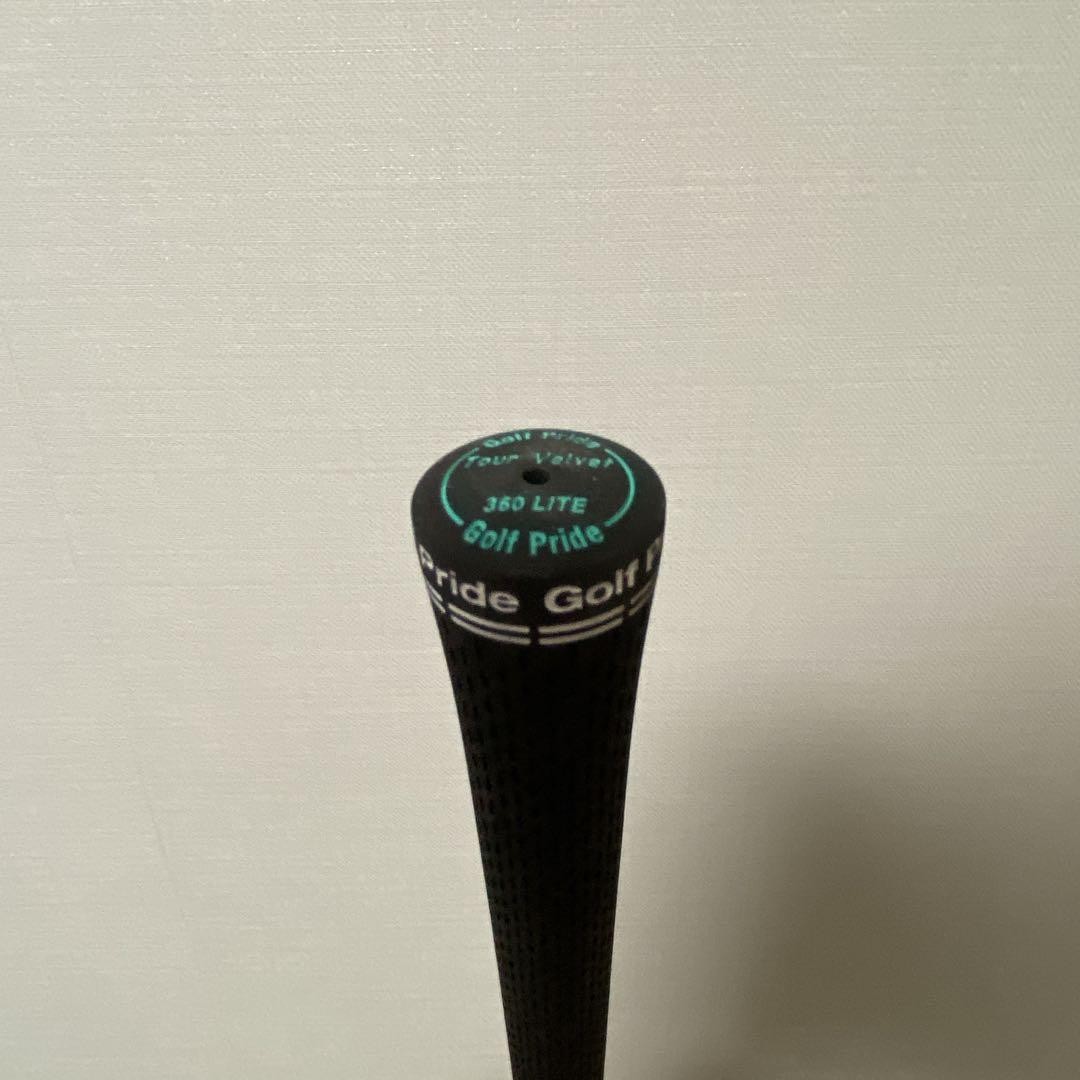 Golf Pride
Tour Velvet
360 LITE
Golf Pride
Pride Golf P